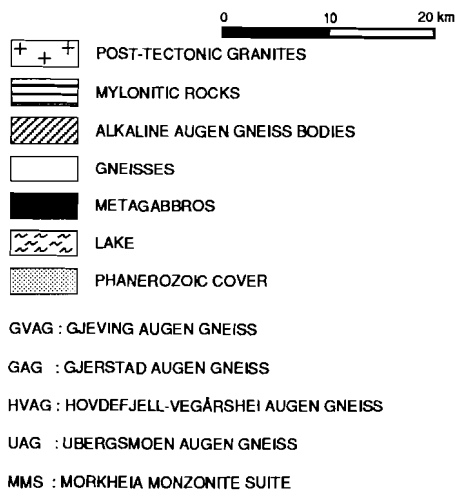 0 10 20 km
POST-TECTONIC GRANITES
MYLONITIC ROCKS
ALKALINE AUGEN GNEISS BODIES
GNEISSES
METAGABBROS
LAKE
PHANEROZOIC COVER
GVAG : GJEVING AUGEN GNEISS
GAG : GJERSTAD AUGEN GNEISS
HVAG : HOVDEFJELL-VEGÅRSHEI AUGEN GNEISS
UAG : UBERGSMOEN AUGEN GNEISS
MMS : MORKHEIA MONZONITE SUITE